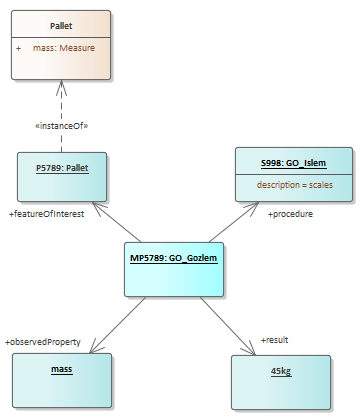 Pallet
+ mass: Measure
«instanceOf»
P5789: Pallet
S998: GO_Islem
description = scales
+featureOfInterest
+procedure
MP5789: GO_Gozlem
+observedProperty
+result
mass
45kg